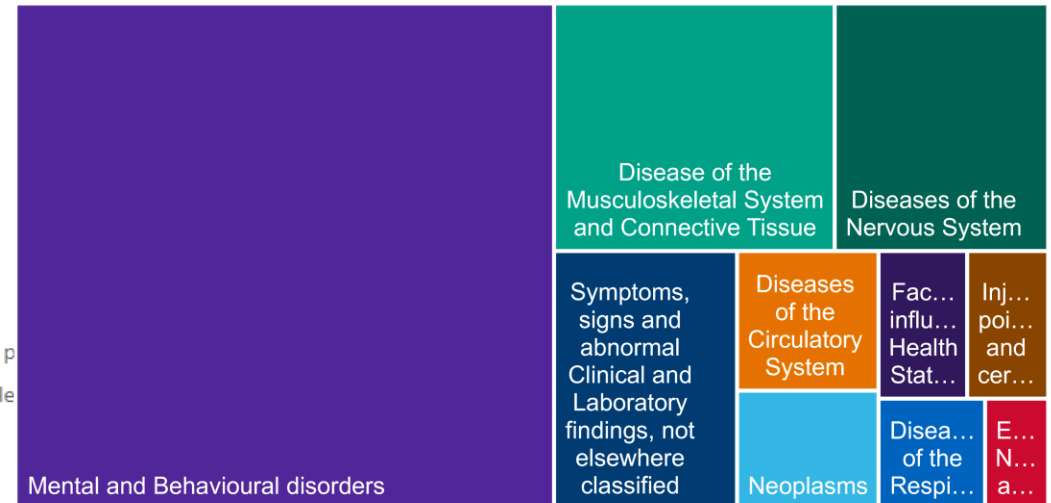 Mental and Behavioural disorders
Disease of the
Musculoskeletal System
and Connective Tissue
Diseases of the
Nervous System
Symptoms,
signs and
abnormal
Clinical and
Laboratory
findings, not
elsewhere
classified
Diseases
of the
Circulatory
System
Neoplasms
Fac...
influ...
Health
Stat...
Inj...
poi...
and
cer...
Disea...
of the
Respi...
E...
N...
a...
p